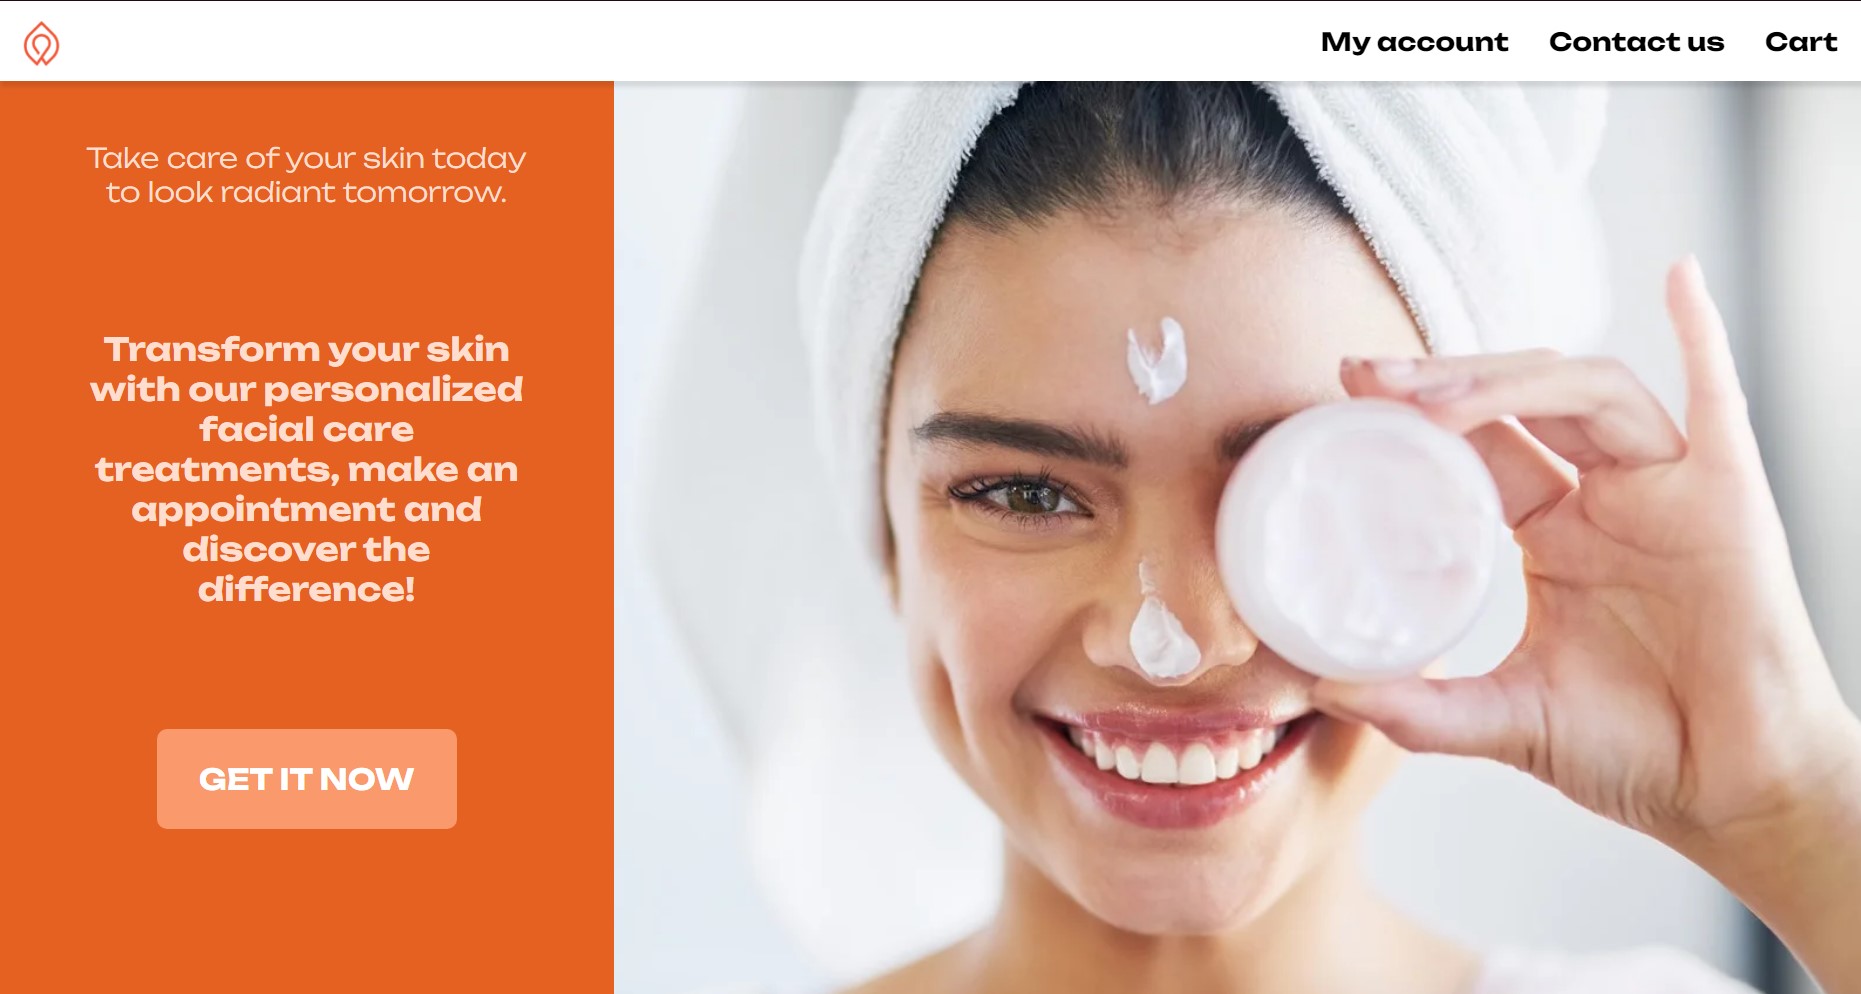 My account Contact us Cart
Take care of your skin today
to look radiant tomorrow.
Transform your skin
with our personalized
facial care
treatments, make an
appointment and
discover the
difference!
GET IT NOW